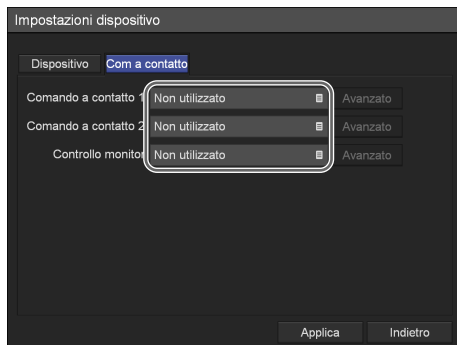 Impostazioni dispositivo
Dispositivo Com a contatto
Comando a contatto 1 Non utilizzato Avanzato
Comando a contatto 2 Non utilizzato Avanzato
Controllo monitor Non utilizzato Avanzato
Applica Indietro